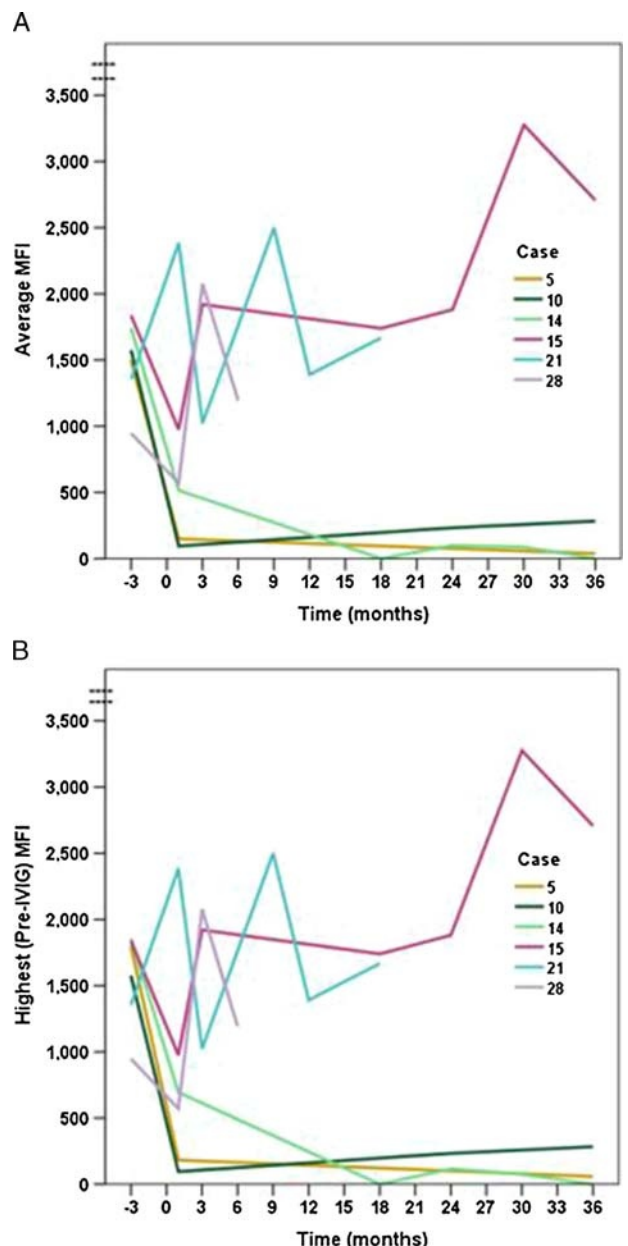 A
3,500
3,000
2,500
2,000
1,500
1,000
500
0
Average MFI
Case
5
10
14
15
21
28
-3 0 3 6 9 12 15 18 21 24 27 30 33 36
Time (months)
B
3,500
3,000
2,500
2,000
1,500
1,000
500
0
Highest (Pre-IVIG) MFI
Case
5
10
14
15
21
28
-3 0 3 6 9 12 15 18 21 24 27 30 33 36
Time (months)